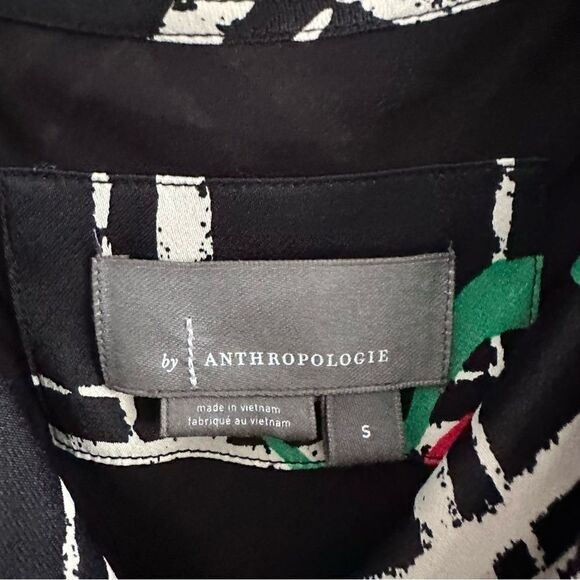 by ANTHROPOLOGIE
made in vietnam
fabriqué au vietnam
S